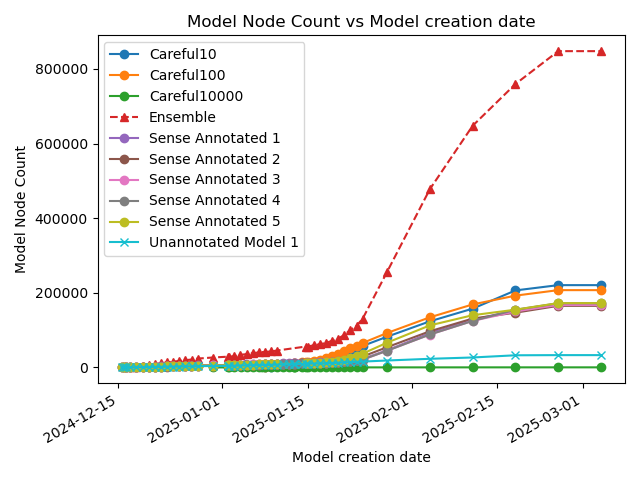 Model Node Count vs Model creation date
Careful10
Careful100
Careful10000
Ensemble
Sense Annotated 1
Sense Annotated 2
Sense Annotated 3
Sense Annotated 4
Sense Annotated 5
Unannotated Model 1
Model Node Count
800000
600000
400000
200000
0
2024-12-15
2025-01-01
2025-01-15
2025-02-01
2025-02-15
2025-03-01
Model creation date